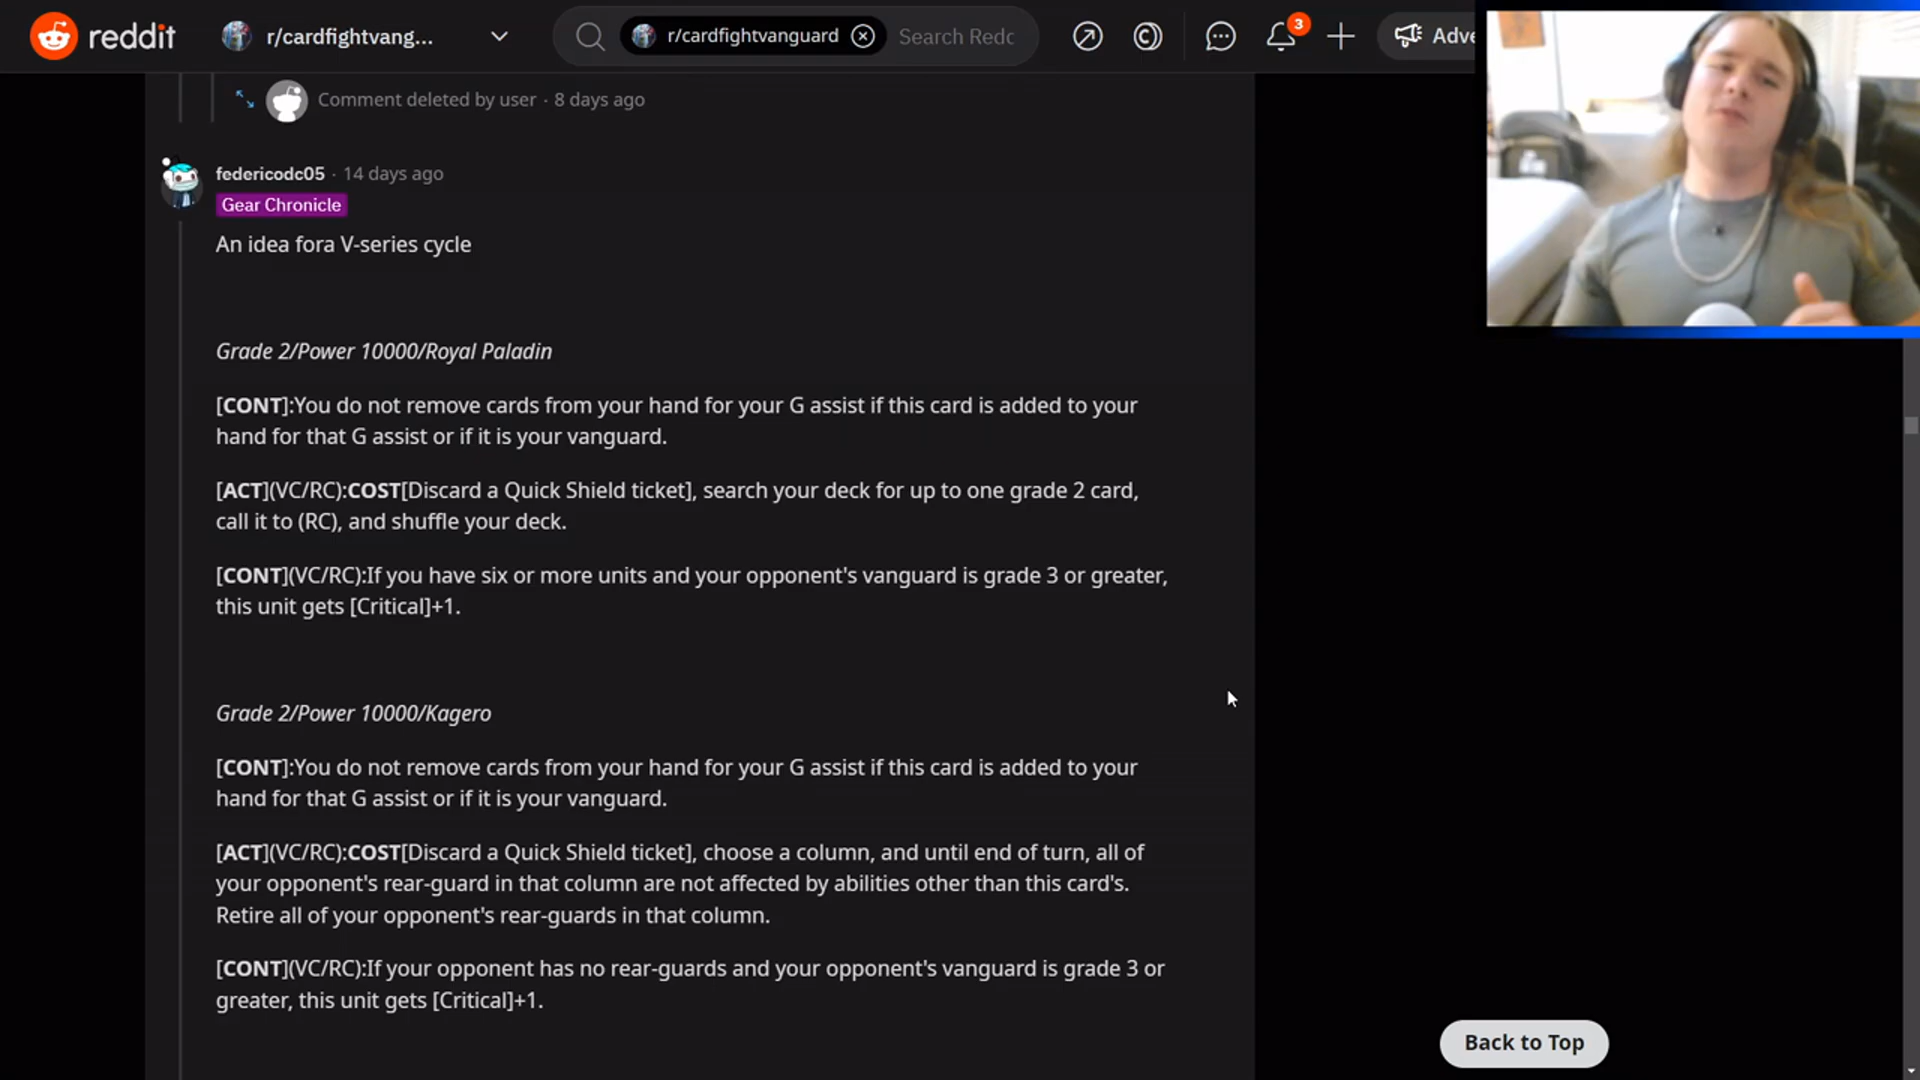 reddit
r/cardfightvang...
r/cardfightvanguard
Search Redc
3
Adve
Comment deleted by user · 8 days ago
federicodc05 · 14 days ago
Gear Chronicle
An idea fora V-series cycle
Grade 2/Power 10000/Royal Paladin
[CONT]:You do not remove cards from your hand for your G assist if this card is added to your
hand for that G assist or if it is your vanguard.
[ACT](VC/RC):COST[Discard a Quick Shield ticket], search your deck for up to one grade 2 card,
call it to (RC), and shuffle your deck.
[CONT](VC/RC):If you have six or more units and your opponent's vanguard is grade 3 or greater,
this unit gets [Critical]+1.
Grade 2/Power 10000/Kagero
[CONT]:You do not remove cards from your hand for your G assist if this card is added to your
hand for that G assist or if it is your vanguard.
[ACT](VC/RC):COST[Discard a Quick Shield ticket], choose a column, and until end of turn, all of
your opponent's rear-guard in that column are not affected by abilities other than this card's.
Retire all of your opponent's rear-guards in that column.
[CONT](VC/RC):If your opponent has no rear-guards and your opponent's vanguard is grade 3 or
greater, this unit gets [Critical]+1.
Back to Top